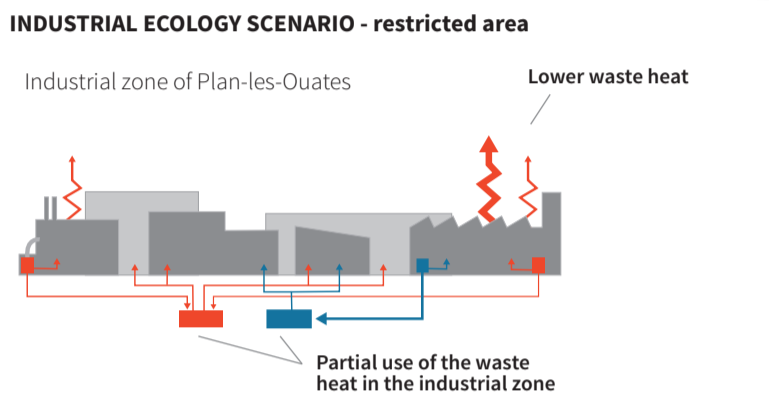 INDUSTRIAL ECOLOGY SCENARIO - restricted area
Industrial zone of Plan-les-Ouates
Lower waste heat
Partial use of the waste
heat in the industrial zone